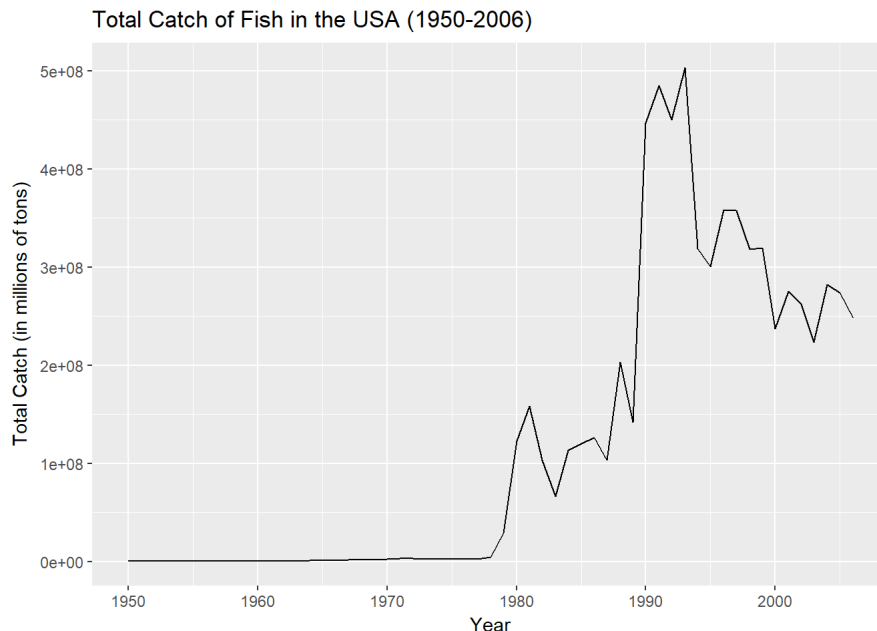 Total Catch of Fish in the USA (1950-2006)
Total Catch (in millions of tons)
5e+08
4e+08
3e+08
2e+08
1e+08
0e+00
1950 1960 1970 1980 1990 2000
Year